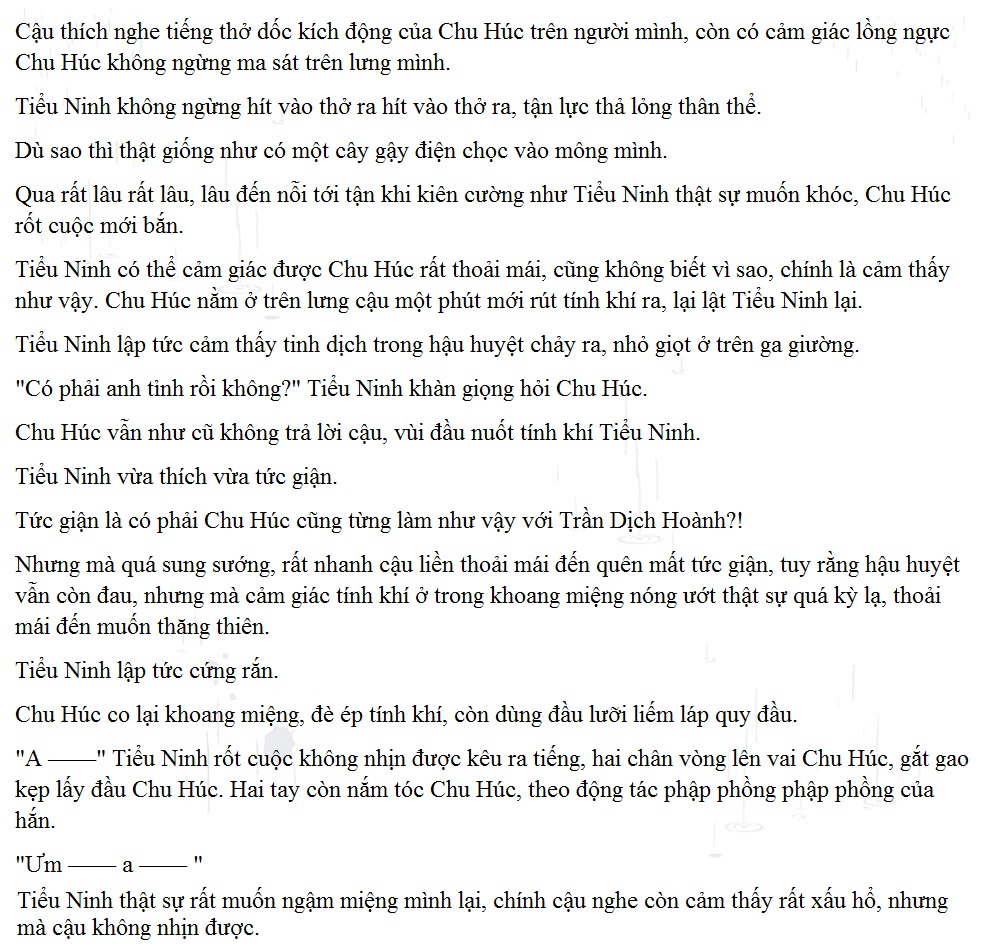 Cậu thích nghe tiếng thở dốc kích động của Chu Húc trên người mình, còn có cảm giác lồng ngực
Chu Húc không ngừng ma sát trên lưng mình.
Tiểu Ninh không ngừng hít vào thở ra hít vào thở ra, tận lực thả lỏng thân thể.
Dù sao thì thật giống như có một cây gậy điện chọc vào mông mình.
Qua rất lâu rất lâu, lâu đến nỗi tới tận khi kiên cường như Tiểu Ninh thật sự muốn khóc, Chu Húc
rốt cuộc mới bắn.
Tiểu Ninh có thể cảm giác được Chu Húc rất thoải mái, cũng không biết vì sao, chính là cảm thấy
như vậy. Chu Húc nằm ở trên lưng cậu một phút mới rút tính khí ra, lại lật Tiểu Ninh lại.
Tiểu Ninh lập tức cảm thấy tinh dịch trong hậu huyệt chảy ra, nhỏ giọt ở trên ga giường.
"Có phải anh tỉnh rồi không?" Tiểu Ninh khàn giọng hỏi Chu Húc.
Chu Húc vẫn như cũ không trả lời cậu, vùi đầu nuốt tính khí Tiểu Ninh.
Tiểu Ninh vừa thích vừa tức giận.
Tức giận là có phải Chu Húc cũng từng làm như vậy với Trần Dịch Hoành?!
Nhưng mà quá sung sướng, rất nhanh cậu liền thoải mái đến quên mất tức giận, tuy rằng hậu huyệt
vẫn còn đau, nhưng mà cảm giác tính khí ở trong khoang miệng nóng ướt thật sự quá kỳ lạ, thoải
mái đến muốn thăng thiên.
Tiểu Ninh lập tức cứng rắn.
Chu Húc co lại khoang miệng, đè ép tính khí, còn dùng đầu lưỡi liếm láp quy đầu.
"A ——" Tiểu Ninh rốt cuộc không nhịn được kêu ra tiếng, hai chân vòng lên vai Chu Húc, gắt gao
kẹp lấy đầu Chu Húc. Hai tay còn nắm tóc Chu Húc, theo động tác phập phồng phập phồng của
hắn.
"Ưm —— a —— "
Tiểu Ninh thật sự rất muốn ngậm miệng mình lại, chính cậu nghe còn cảm thấy rất xấu hổ, nhưng
mà cậu không nhịn được.